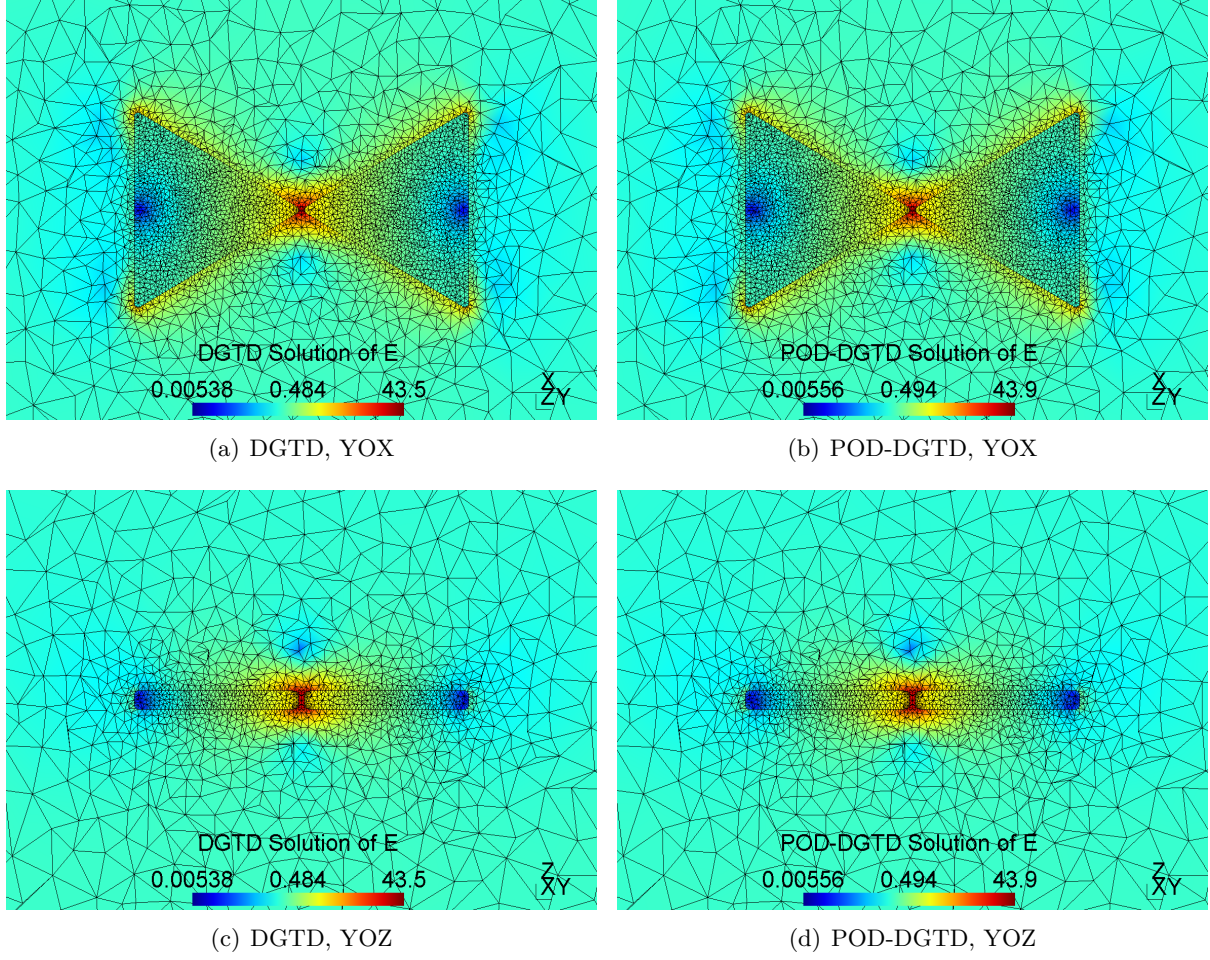 DGTD Solution of E
0.00538 0.484 43.5
X
ZY
POD-DGTD Solution of E
0.00556 0.494 43.9
X
ZY
(a) DGTD, YOX
(b) POD-DGTD, YOX
DGTD Solution of E
0.00538 0.484 43.5
Z
XY
POD-DGTD Solution of E
0.00556 0.494 43.9
Z
XY
(c) DGTD, YOZ
(d) POD-DGTD, YOZ